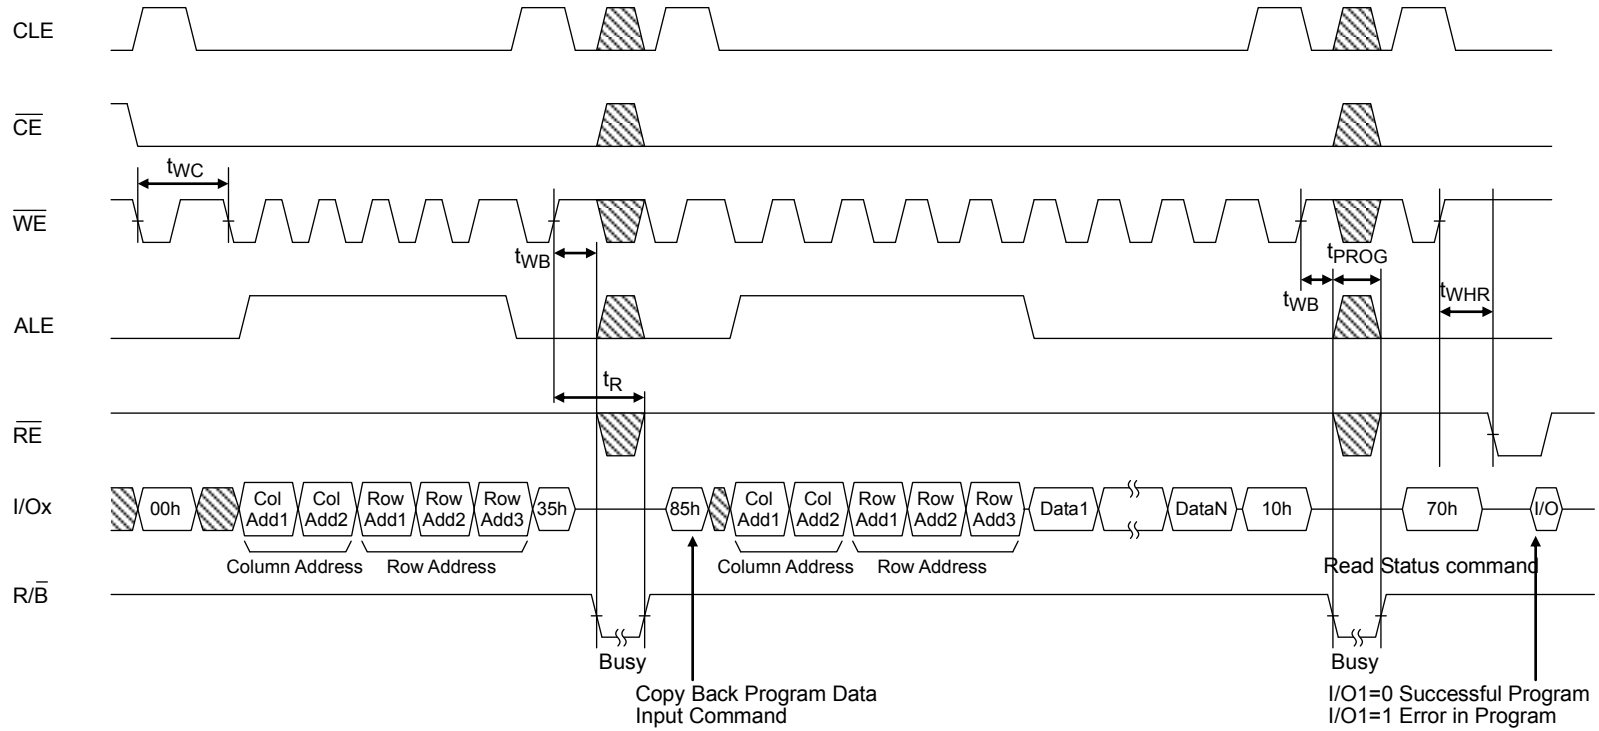 CLE
CE
tWC
WE
tWB
tPROG
tWB
tWHR
ALE
tR
RE
I/Ox
00h
Col Add1
Col Add2
Row Add1
Row Add2
Row Add3
35h
85h
Col Add1
Col Add2
Row Add1
Row Add2
Row Add3
Data1
DataN
10h
70h
I/O
Column Address
Row Address
Column Address
Row Address
Read Status command
R/B
Busy
Busy
Copy Back Program Data
Input Command
I/O1=0 Successful Program
I/O1=1 Error in Program